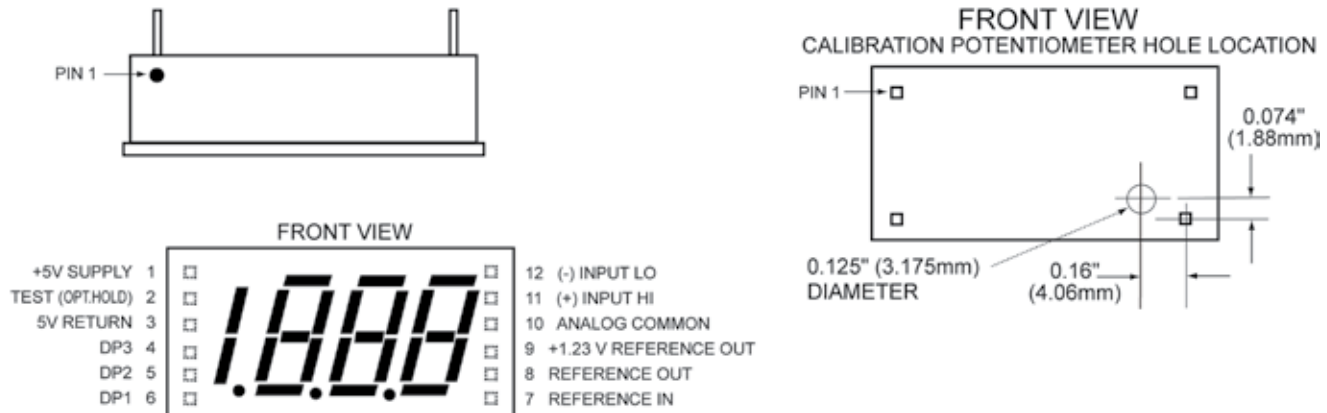 PIN 1
FRONT VIEW
CALIBRATION POTENTIOMETER HOLE LOCATION
PIN 1
0.074"
(1.88mm)
0.125" (3.175mm)
DIAMETER
0.16"
(4.06mm)
FRONT VIEW
+5V SUPPLY 1
TEST (OPT.HOLD) 2
5V RETURN 3
DP3 4
DP2 5
DP1 6
1.8.8.8
12 (-) INPUT LO
11 (+) INPUT HI
10 ANALOG COMMON
9 +1.23 V REFERENCE OUT
8 REFERENCE OUT
7 REFERENCE IN